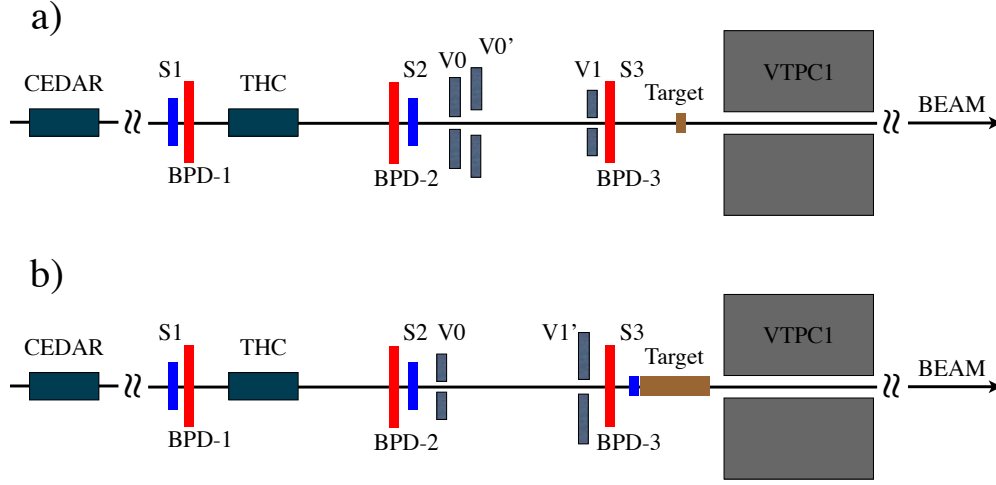 a)
CEDAR
S1
THC
S2
V0
V0’
V1
S3
Target
VTPC1
BEAM
BPD-1
BPD-2
BPD-3
b)
CEDAR
S1
THC
S2
V0
V1’
S3
Target
VTPC1
BEAM
BPD-1
BPD-2
BPD-3